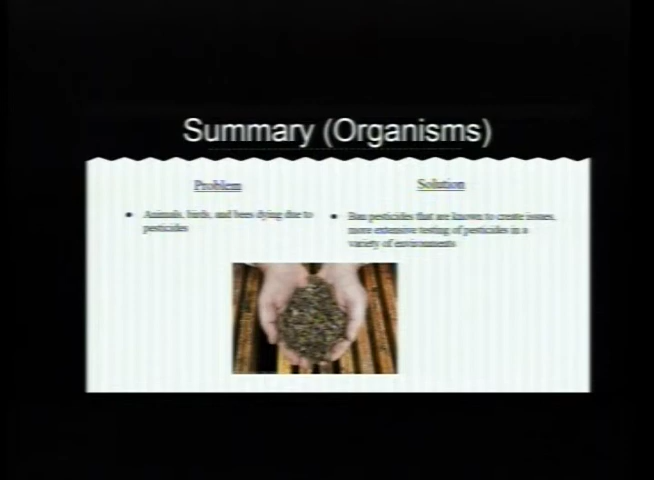 Summary (Organisms)
Problem
Solution
Animals, birds, and bees dying due to
pesticides
Ban pesticides that are known to create issues,
more extensive testing of pesticides in a
variety of environments